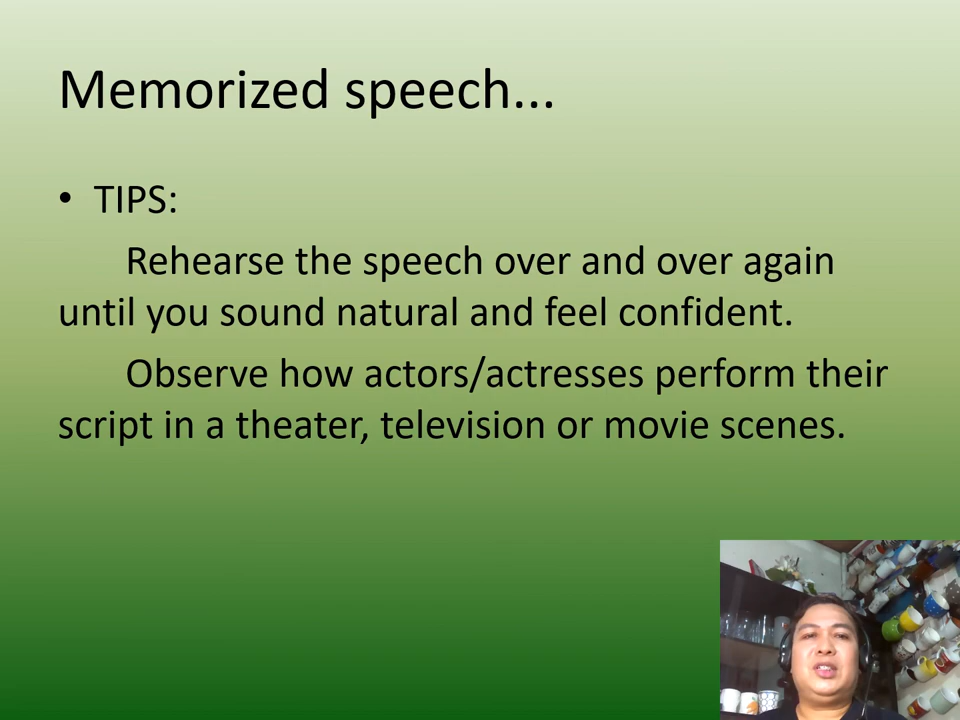 Memorized speech...
• TIPS:
Rehearse the speech over and over again
until you sound natural and feel confident.
Observe how actors/actresses perform their
script in a theater, television or movie scenes.